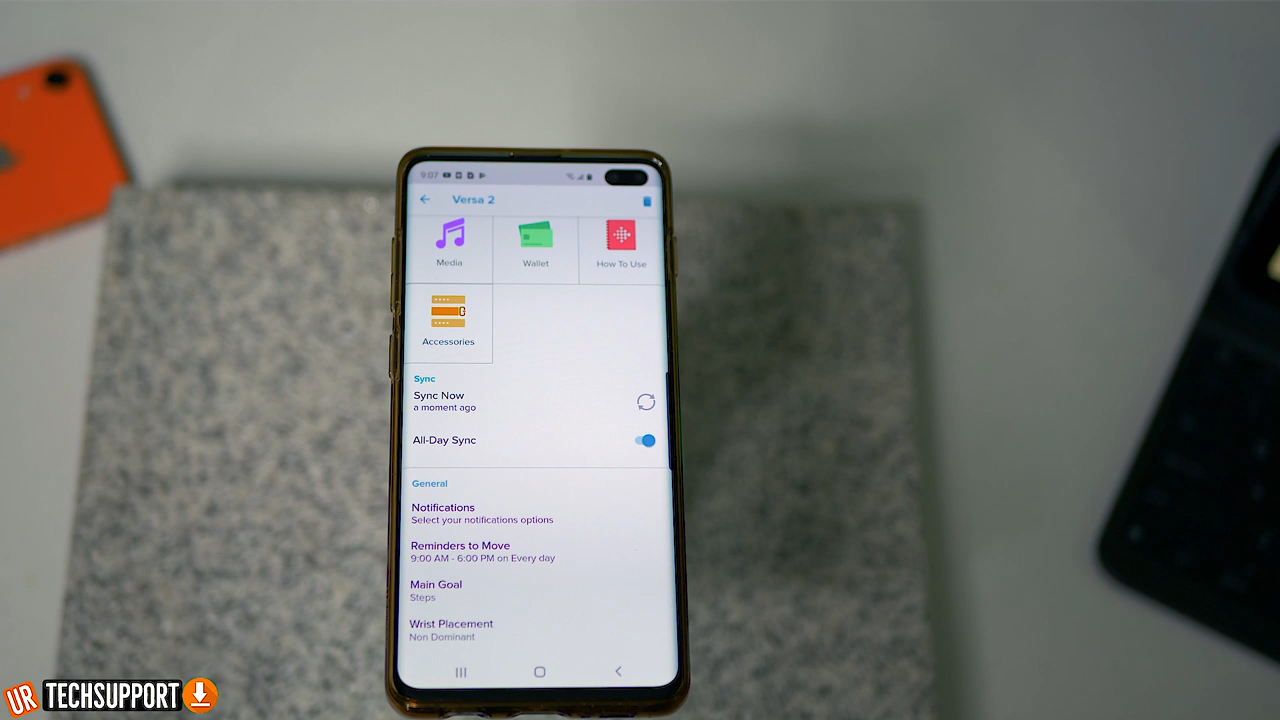 9:07
Versa 2
Media
Wallet
How To Use
Accessories
Sync
Sync Now
a moment ago
All-Day Sync
General
Notifications
Select your notifications options
Reminders to Move
9:00 AM - 6:00 PM on Every day
Main Goal
Steps
Wrist Placement
Non Dominant
UR TECHSUPPORT